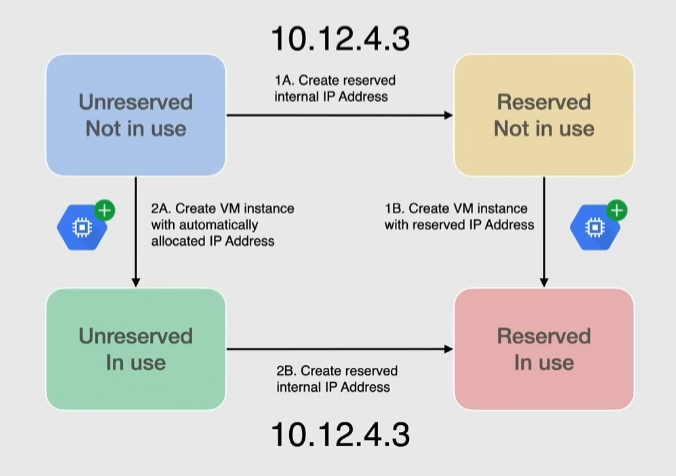 10.12.4.3
1A. Create reserved
internal IP Address
Unreserved
Not in use
Reserved
Not in use
2A. Create VM instance
with automatically
allocated IP Address
1B. Create VM instance
with reserved IP Address
Unreserved
In use
Reserved
In use
2B. Create reserved
internal IP Address
10.12.4.3